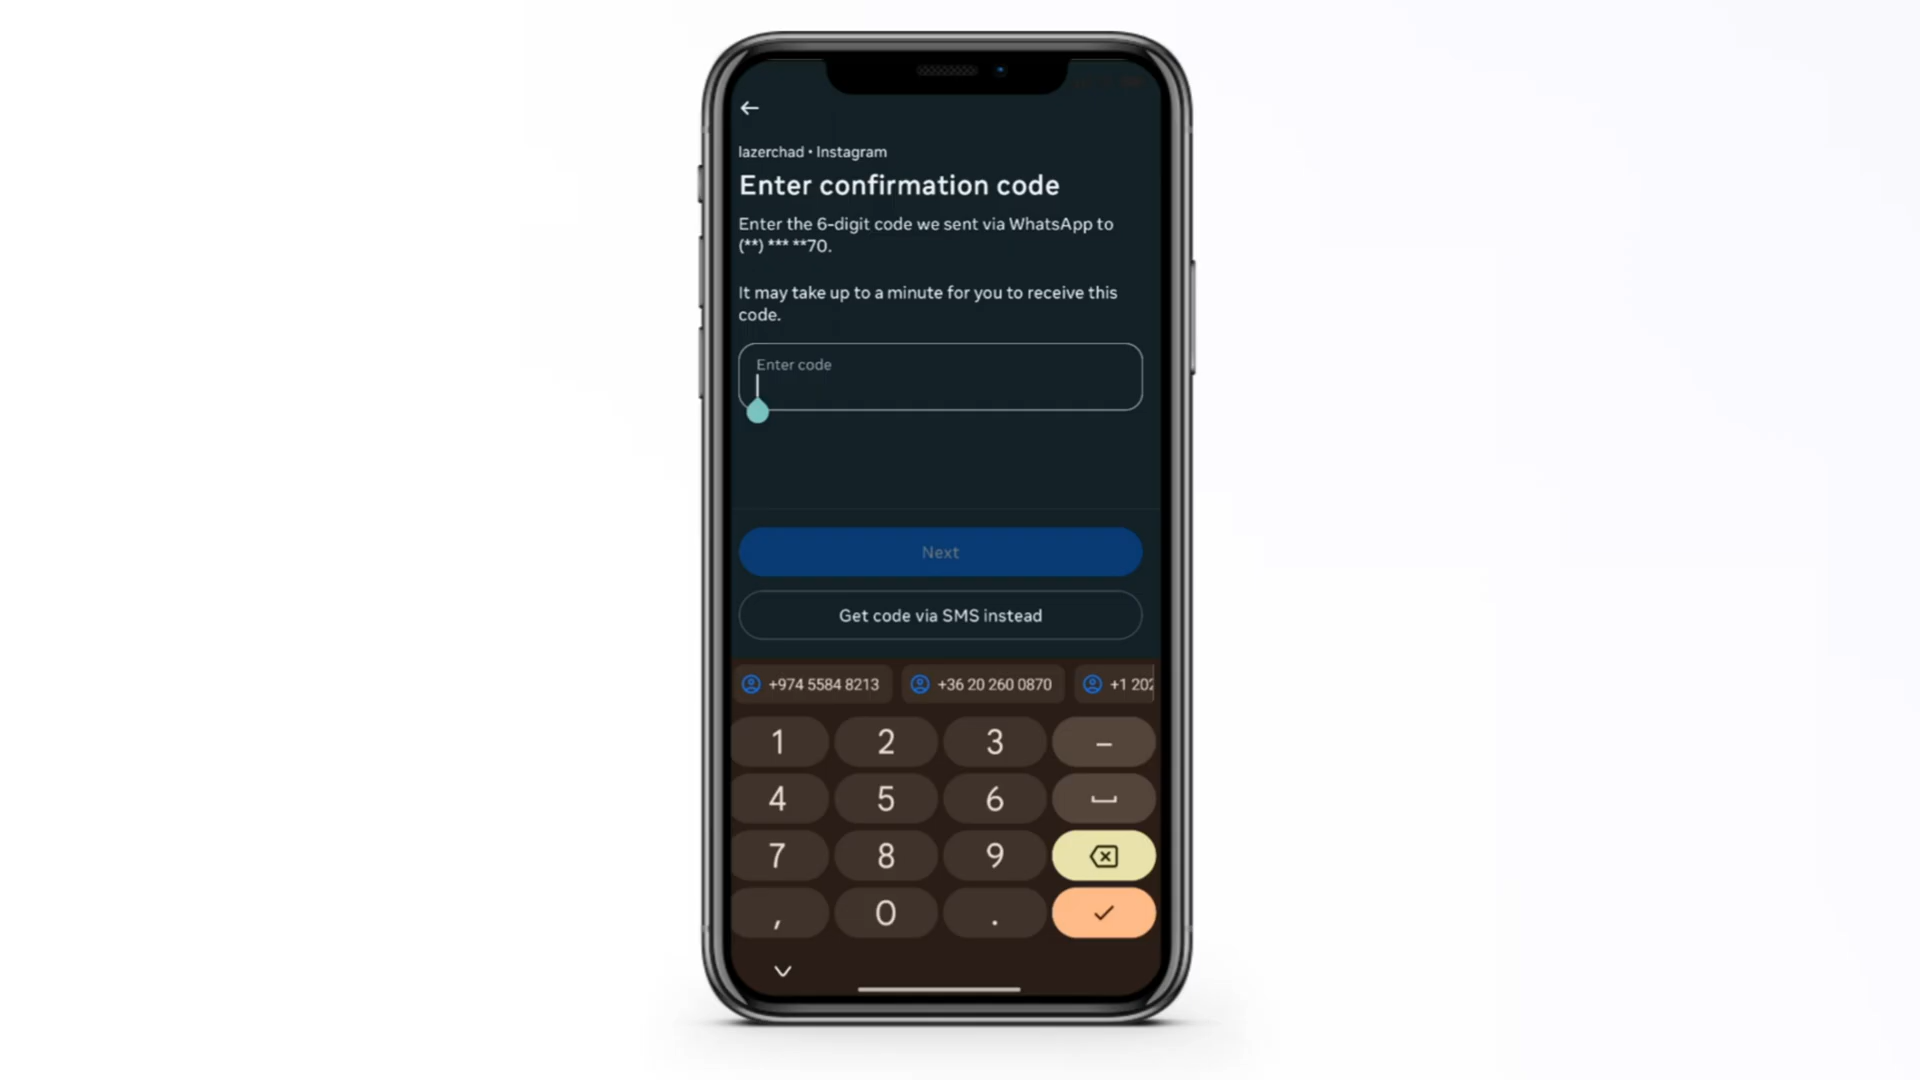 lazerchad • Instagram
Enter confirmation code
Enter the 6-digit code we sent via WhatsApp to
(**) *** **70.
It may take up to a minute for you to receive this
code.
Enter code
Next
Get code via SMS instead
+974 5584 8213 +36 20 260 0870 +1 202
1 2 3 –
4 5 6
7 8 9
, 0 .